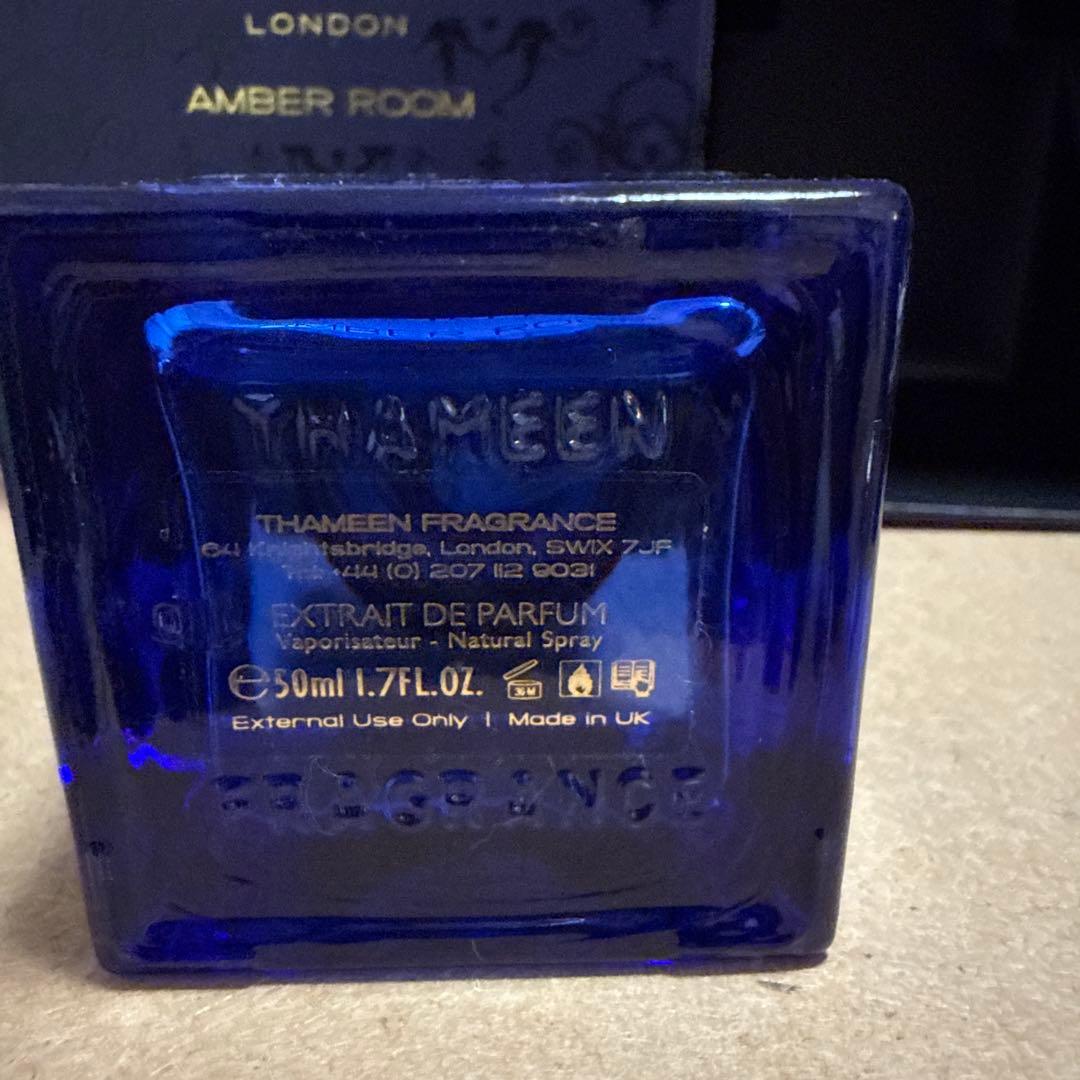 LONDON
AMBER ROOM
THAMEEN
THAMEEN FRAGRANCE
64 Knightsbridge, London, SW1X 7JF
Tel: +44 (0) 207 112 9031
EXTRAIT DE PARFUM
Vaporisateur - Natural Spray
℮50ml 1.7FL.OZ.
36 M
External Use Only | Made in UK
FRAGRANCE